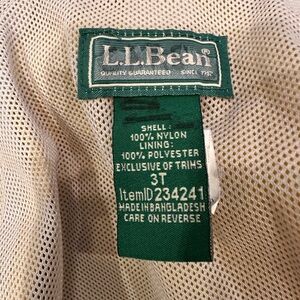 L.L.Bean®
QUALITY GUARANTEED SINCE 1912
SHELL:
100% NYLON
LINING:
100% POLYESTER
EXCLUSIVE OF TRIMS
3T
ItemID234241
MADE IN BANGLADESH
CARE ON REVERSE